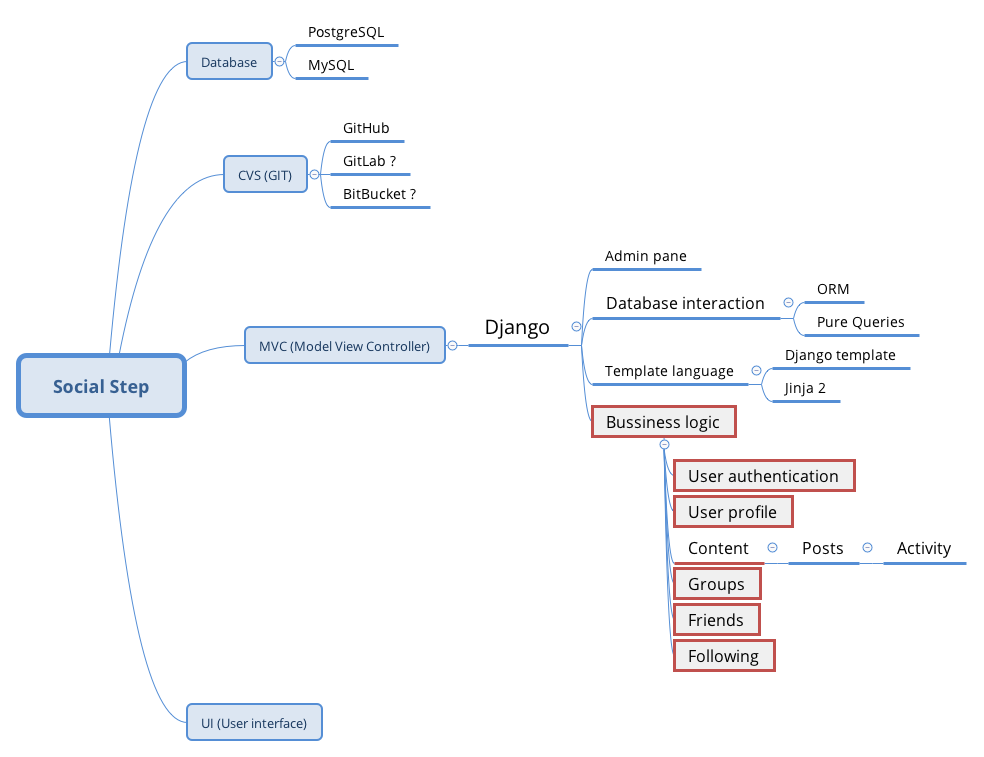 PostgreSQL
Database
MySQL
GitHub
GitLab ?
CVS (GIT)
BitBucket ?
Admin pane
ORM
Database interaction
Pure Queries
Django
MVC (Model View Controller)
Django template
Template language
Jinja 2
Social Step
Bussiness logic
User authentication
User profile
Content Posts Activity
Groups
Friends
Following
UI (User interface)